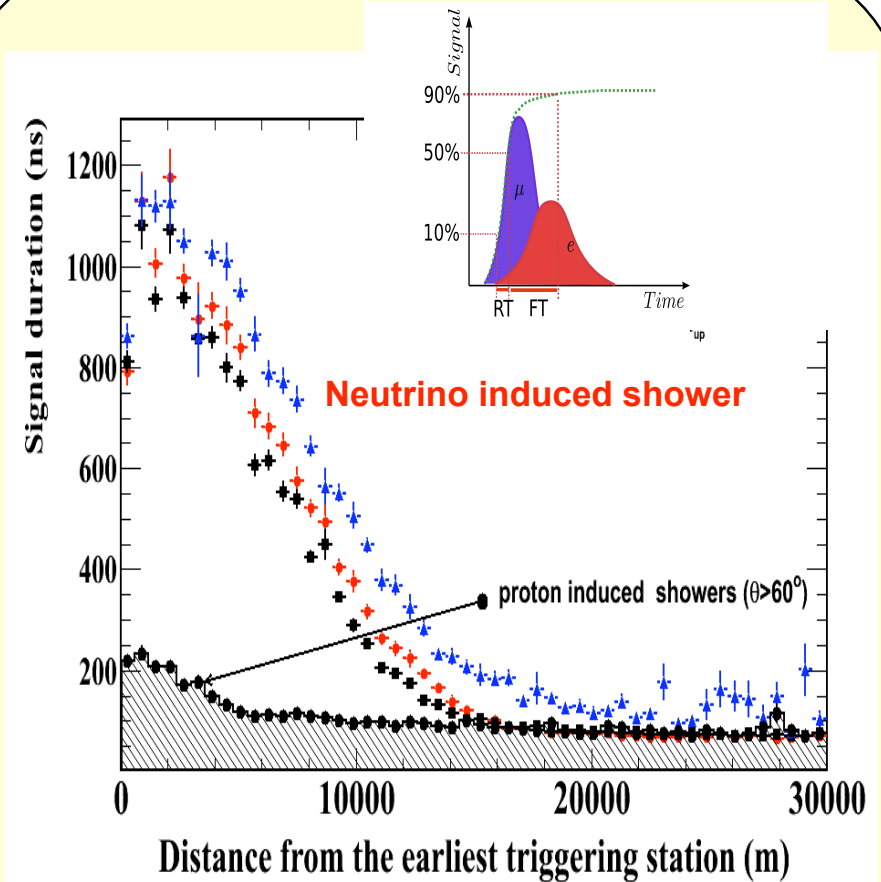 Signal
90%
50%
10%
μ
e
RT FT
Time
-up
Signal duration (ns)
1200
1000
800
600
400
200
Neutrino induced shower
proton induced showers (θ>60°)
0 10000 20000 30000
Distance from the earliest triggering station (m)